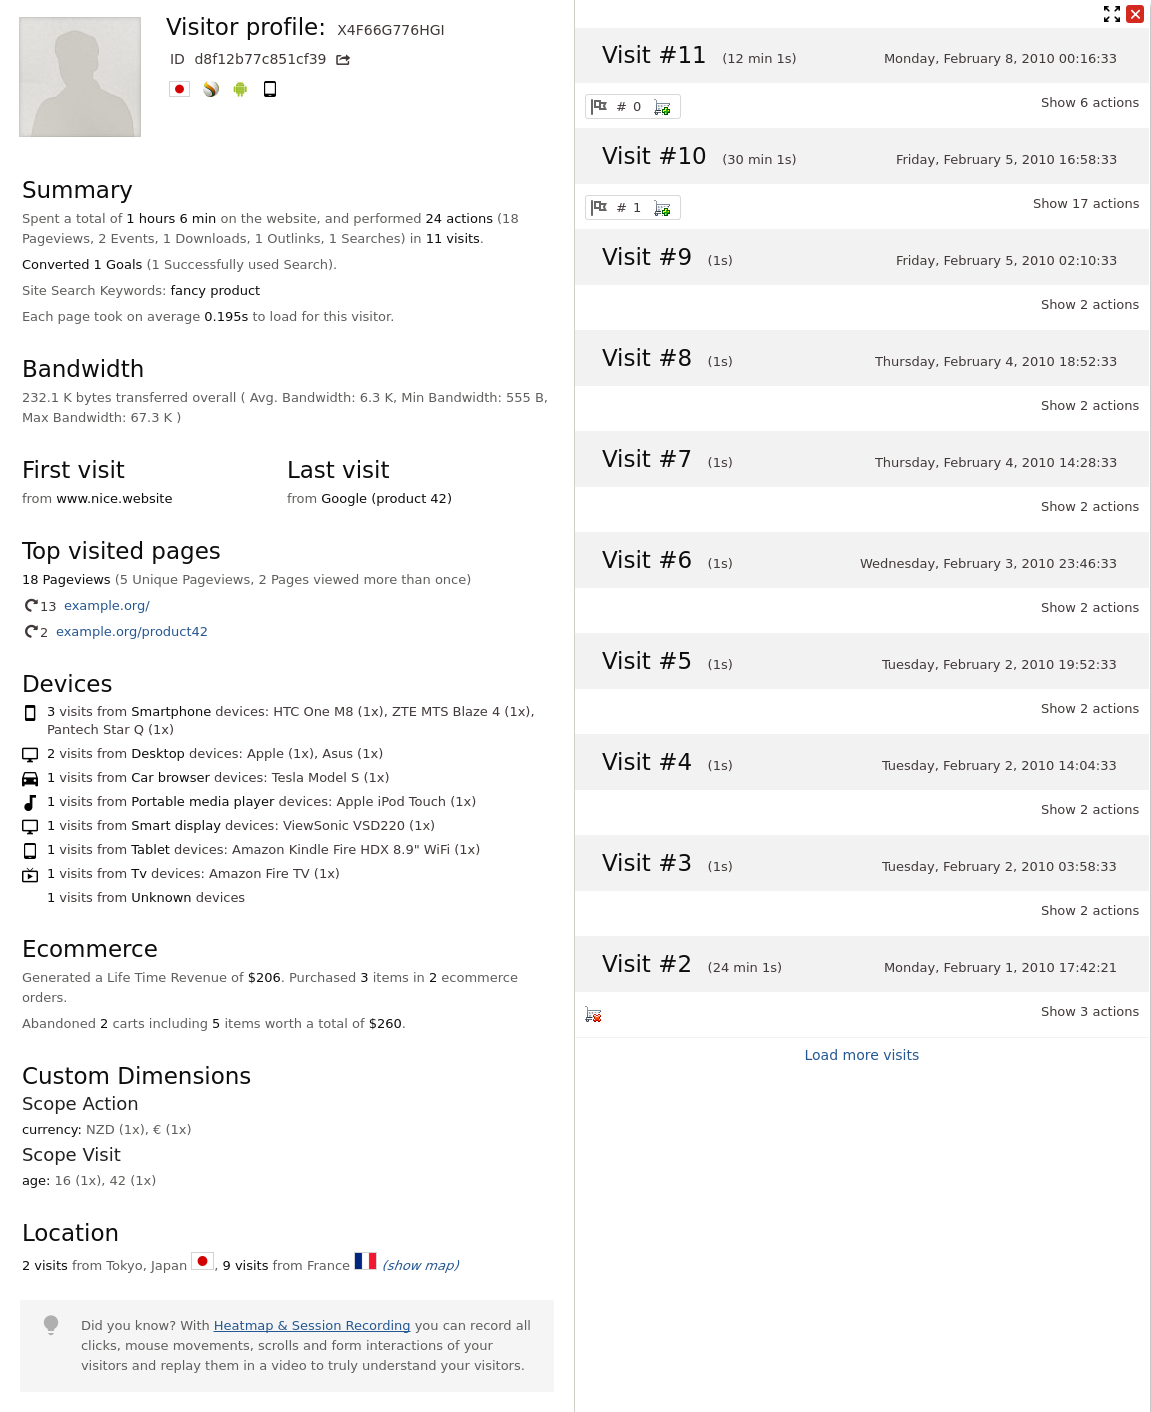 Visitor profile: X4F66G776HGI
ID d8f12b77c851cf39
Summary
Spent a total of 1 hours 6 min on the website, and performed 24 actions (18
Pageviews, 2 Events, 1 Downloads, 1 Outlinks, 1 Searches) in 11 visits.
Converted 1 Goals (1 Successfully used Search).
Site Search Keywords: fancy product
Each page took on average 0.195s to load for this visitor.
Bandwidth
232.1 K bytes transferred overall ( Avg. Bandwidth: 6.3 K, Min Bandwidth: 555 B,
Max Bandwidth: 67.3 K )
First visit
from www.nice.website
Last visit
from Google (product 42)
Top visited pages
18 Pageviews (5 Unique Pageviews, 2 Pages viewed more than once)
13 example.org/
2 example.org/product42
Devices
3 visits from Smartphone devices: HTC One M8 (1x), ZTE MTS Blaze 4 (1x),
Pantech Star Q (1x)
2 visits from Desktop devices: Apple (1x), Asus (1x)
1 visits from Car browser devices: Tesla Model S (1x)
1 visits from Portable media player devices: Apple iPod Touch (1x)
1 visits from Smart display devices: ViewSonic VSD220 (1x)
1 visits from Tablet devices: Amazon Kindle Fire HDX 8.9" WiFi (1x)
1 visits from Tv devices: Amazon Fire TV (1x)
1 visits from Unknown devices
Ecommerce
Generated a Life Time Revenue of $206. Purchased 3 items in 2 ecommerce
orders.
Abandoned 2 carts including 5 items worth a total of $260.
Custom Dimensions
Scope Action
currency: NZD (1x), € (1x)
Scope Visit
age: 16 (1x), 42 (1x)
Location
2 visits from Tokyo, Japan , 9 visits from France (show map)
Did you know? With Heatmap & Session Recording you can record all
clicks, mouse movements, scrolls and form interactions of your
visitors and replay them in a video to truly understand your visitors.
Visit #11 (12 min 1s) Monday, February 8, 2010 00:16:33
# 0 Show 6 actions
Visit #10 (30 min 1s) Friday, February 5, 2010 16:58:33
# 1 Show 17 actions
Visit #9 (1s) Friday, February 5, 2010 02:10:33
Show 2 actions
Visit #8 (1s) Thursday, February 4, 2010 18:52:33
Show 2 actions
Visit #7 (1s) Thursday, February 4, 2010 14:28:33
Show 2 actions
Visit #6 (1s) Wednesday, February 3, 2010 23:46:33
Show 2 actions
Visit #5 (1s) Tuesday, February 2, 2010 19:52:33
Show 2 actions
Visit #4 (1s) Tuesday, February 2, 2010 14:04:33
Show 2 actions
Visit #3 (1s) Tuesday, February 2, 2010 03:58:33
Show 2 actions
Visit #2 (24 min 1s) Monday, February 1, 2010 17:42:21
Show 3 actions
Load more visits